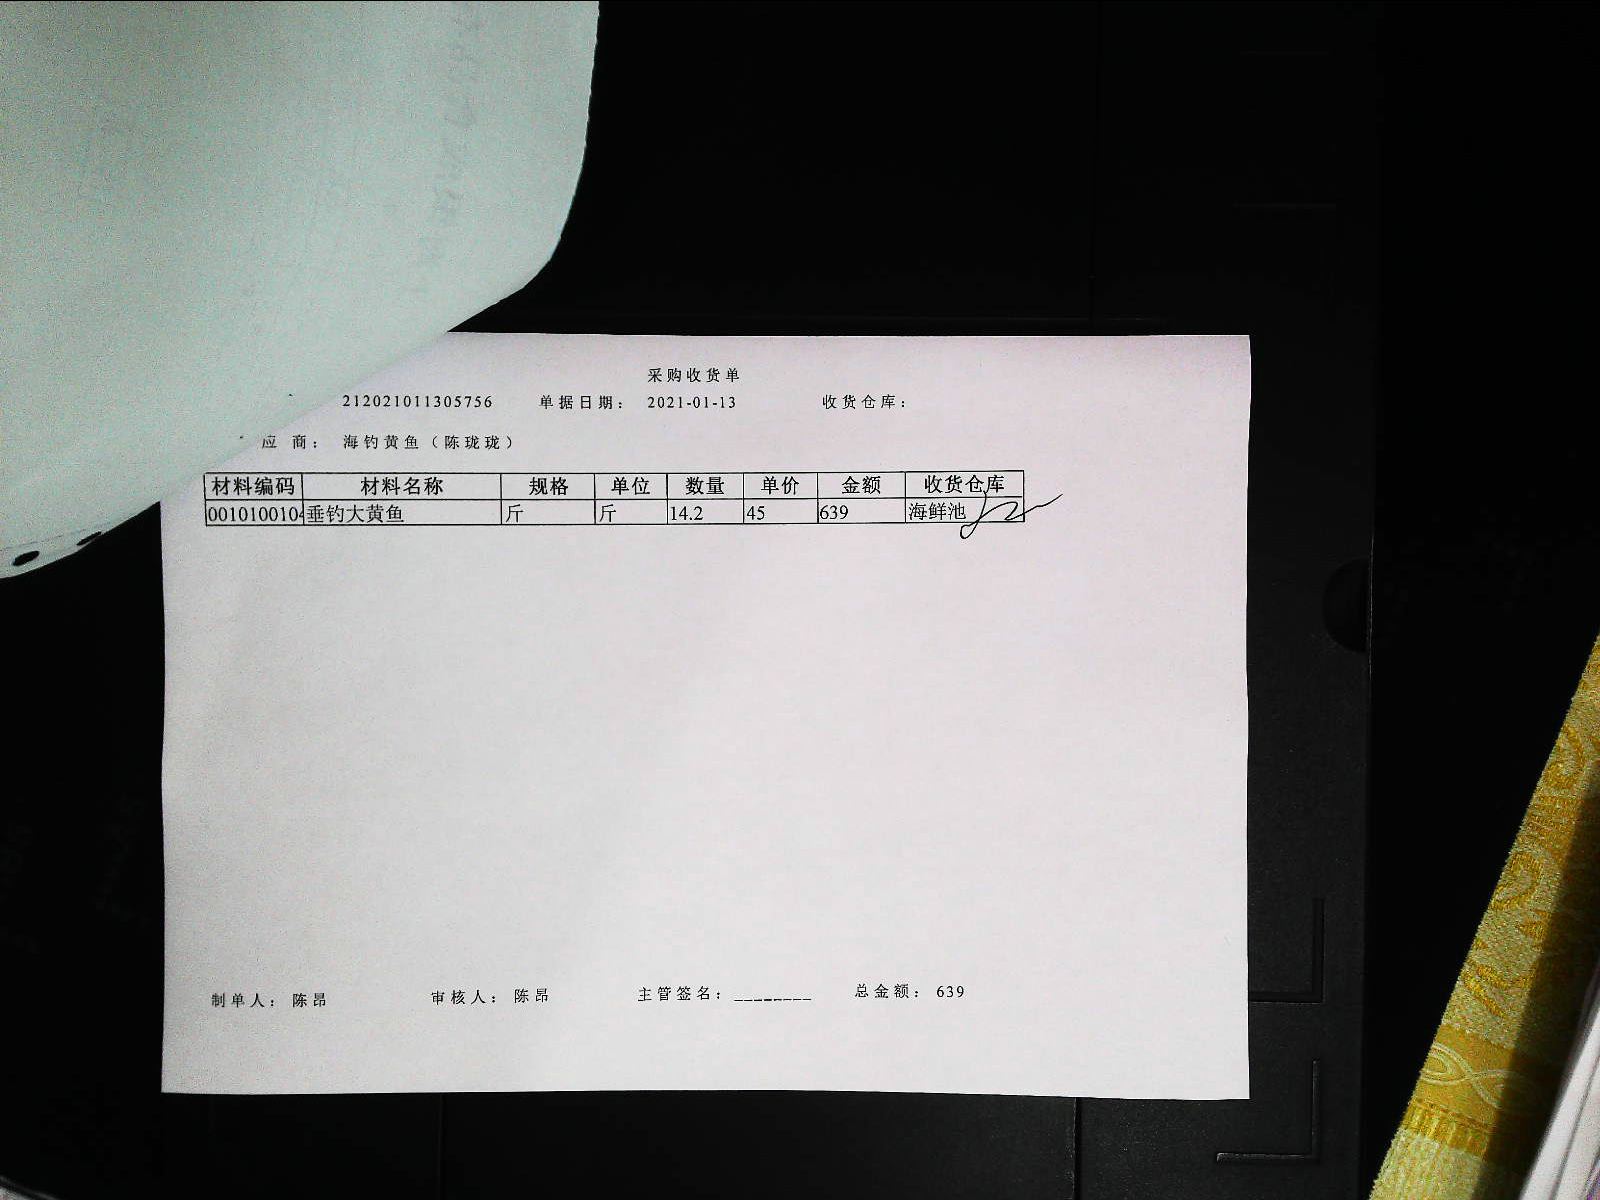 采购收货单
212021011305756 单据日期: 2021-01-13 收货仓库:
应 商: 海钓黄鱼（陈珑珑）
材料编码 材料名称 规格 单位 数量 单价 金额 收货仓库
0010100104 垂钓大黄鱼 斤 斤 14.2 45 639 海鲜池
制单人: 陈昂 审核人: 陈昂 主管签名: ________ 总金额: 639